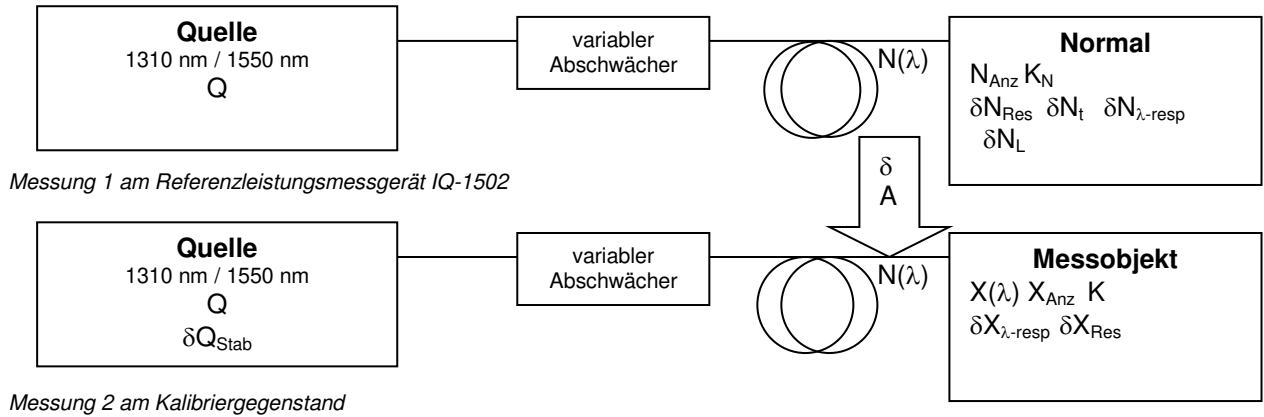 Quelle
1310 nm / 1550 nm
Q
variabler
Abschwächer
N(λ)
Normal
N_Anz K_N
δN_Res δN_t δN_λ-resp
δN_L
Messung 1 am Referenzleistungsmessgerät IQ-1502
δ
A
Quelle
1310 nm / 1550 nm
Q
δQ_Stab
variabler
Abschwächer
N(λ)
Messobjekt
X(λ) X_Anz K
δX_λ-resp δX_Res
Messung 2 am Kalibriergegenstand